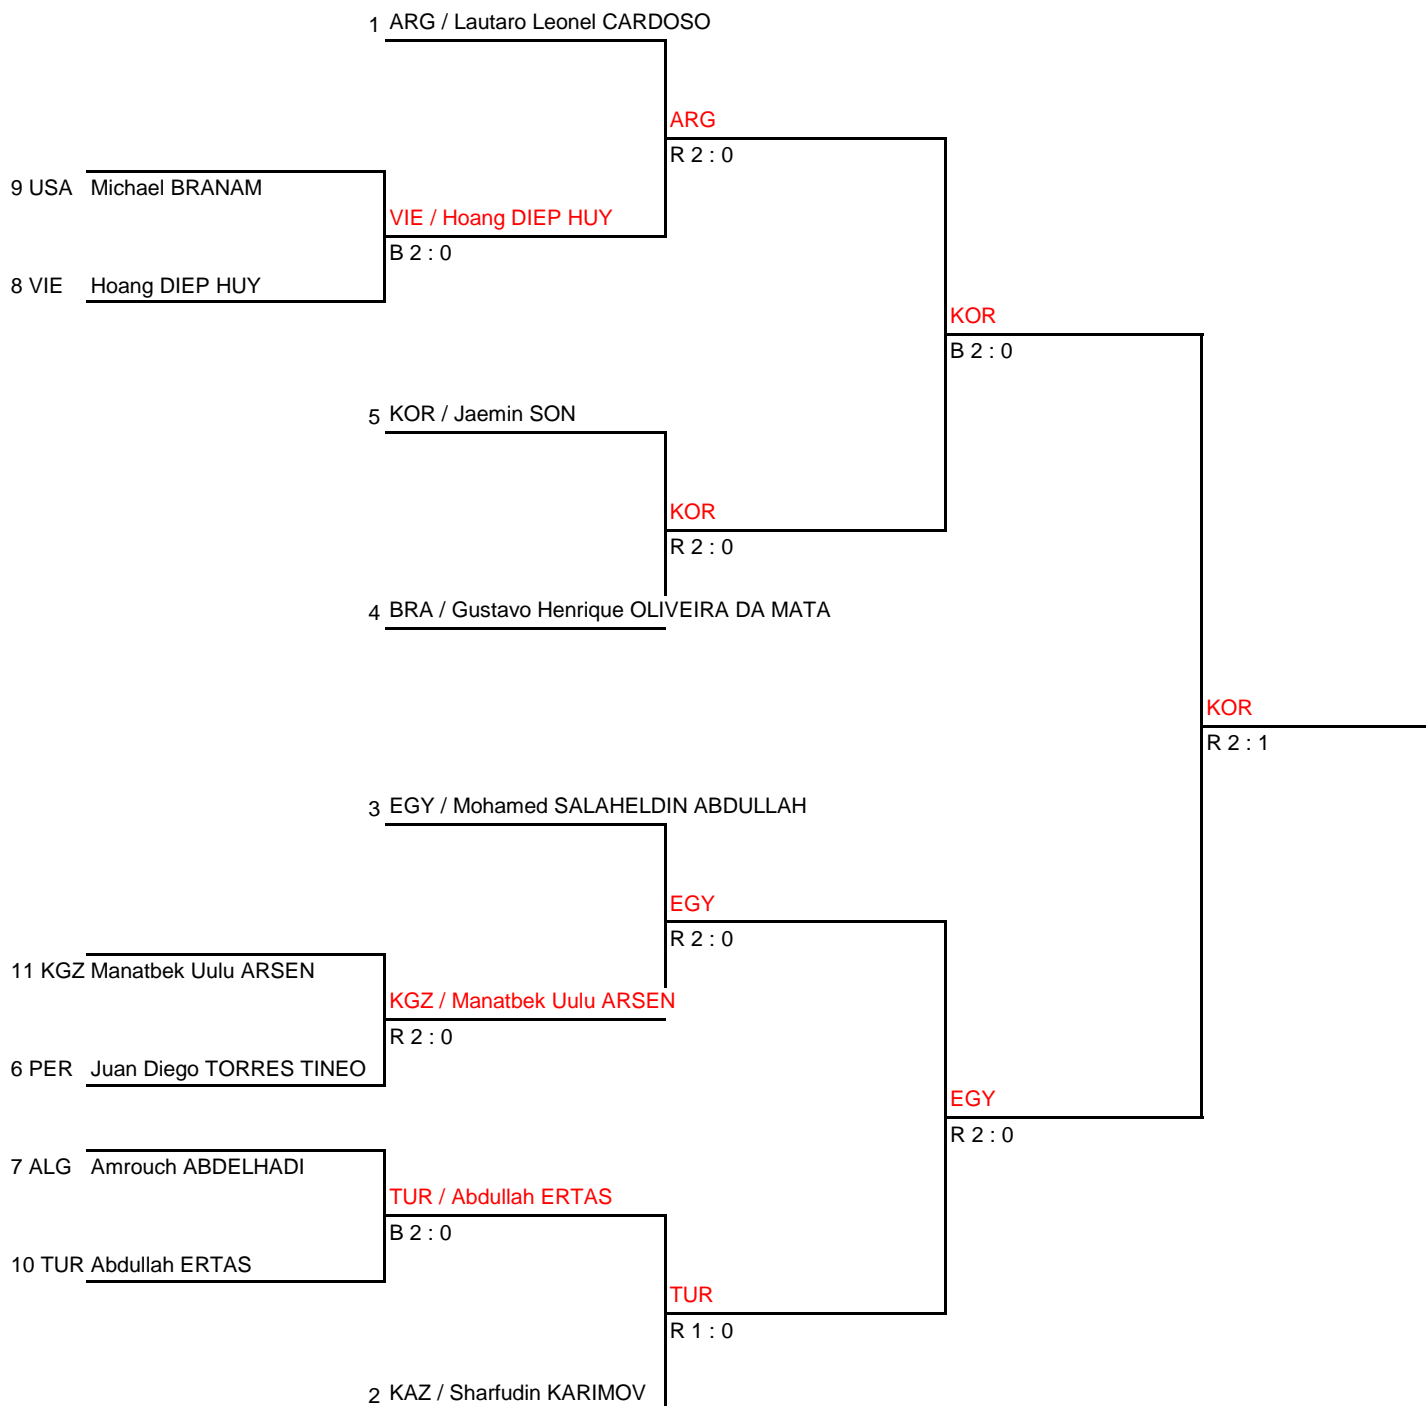 1 ARG / Lautaro Leonel CARDOSO
ARG
R 2 : 0
9 USA Michael BRANAM
VIE / Hoang DIEP HUY
B 2 : 0
8 VIE Hoang DIEP HUY
KOR
B 2 : 0
5 KOR / Jaemin SON
KOR
R 2 : 0
4 BRA / Gustavo Henrique OLIVEIRA DA MATA
KOR
R 2 : 1
3 EGY / Mohamed SALAHELDIN ABDULLAH
EGY
R 2 : 0
11 KGZ Manatbek Uulu ARSEN
KGZ / Manatbek Uulu ARSEN
R 2 : 0
6 PER Juan Diego TORRES TINEO
EGY
R 2 : 0
7 ALG Amrouch ABDELHADI
TUR / Abdullah ERTAS
B 2 : 0
10 TUR Abdullah ERTAS
TUR
R 1 : 0
2 KAZ / Sharfudin KARIMOV